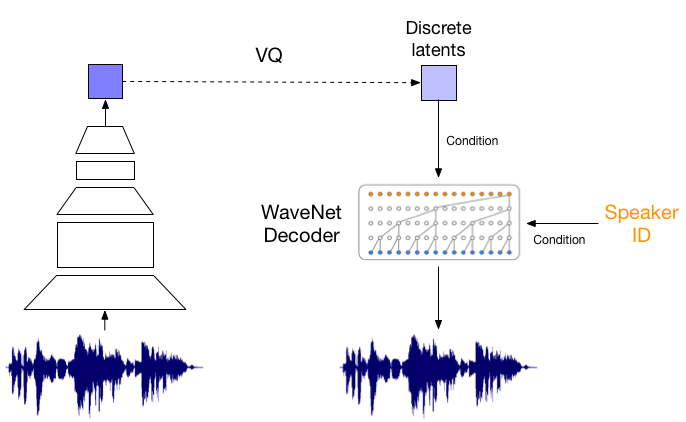 VQ
Discrete
latents
Condition
WaveNet
Decoder
Speaker
ID
Condition